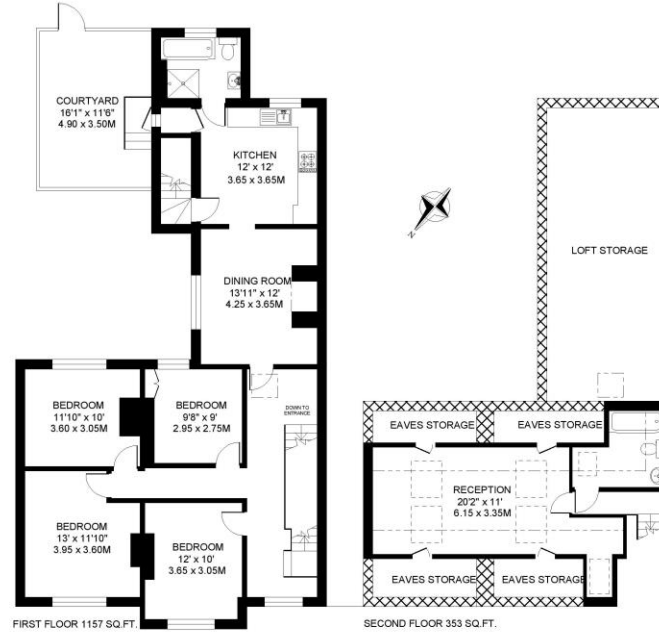 COURTYARD
16'1" x 11'6"
4.90 x 3.50M
KITCHEN
12' x 12'
3.65 x 3.65M
DINING ROOM
13'11" x 12'
4.25 x 3.65M
BEDROOM
11'10" x 10'
3.60 x 3.05M
BEDROOM
9'8" x 9'
2.95 x 2.75M
DOWN TO
ENTRANCE
BEDROOM
13' x 11'10"
3.95 x 3.60M
BEDROOM
12' x 10'
3.65 x 3.05M
FIRST FLOOR 1157 SQ.FT.
N
LOFT STORAGE
EAVES STORAGE
EAVES STORAGE
RECEPTION
20'2" x 11'
6.15 x 3.35M
EAVES STORAGE
EAVES STORAGE
SECOND FLOOR 353 SQ.FT.